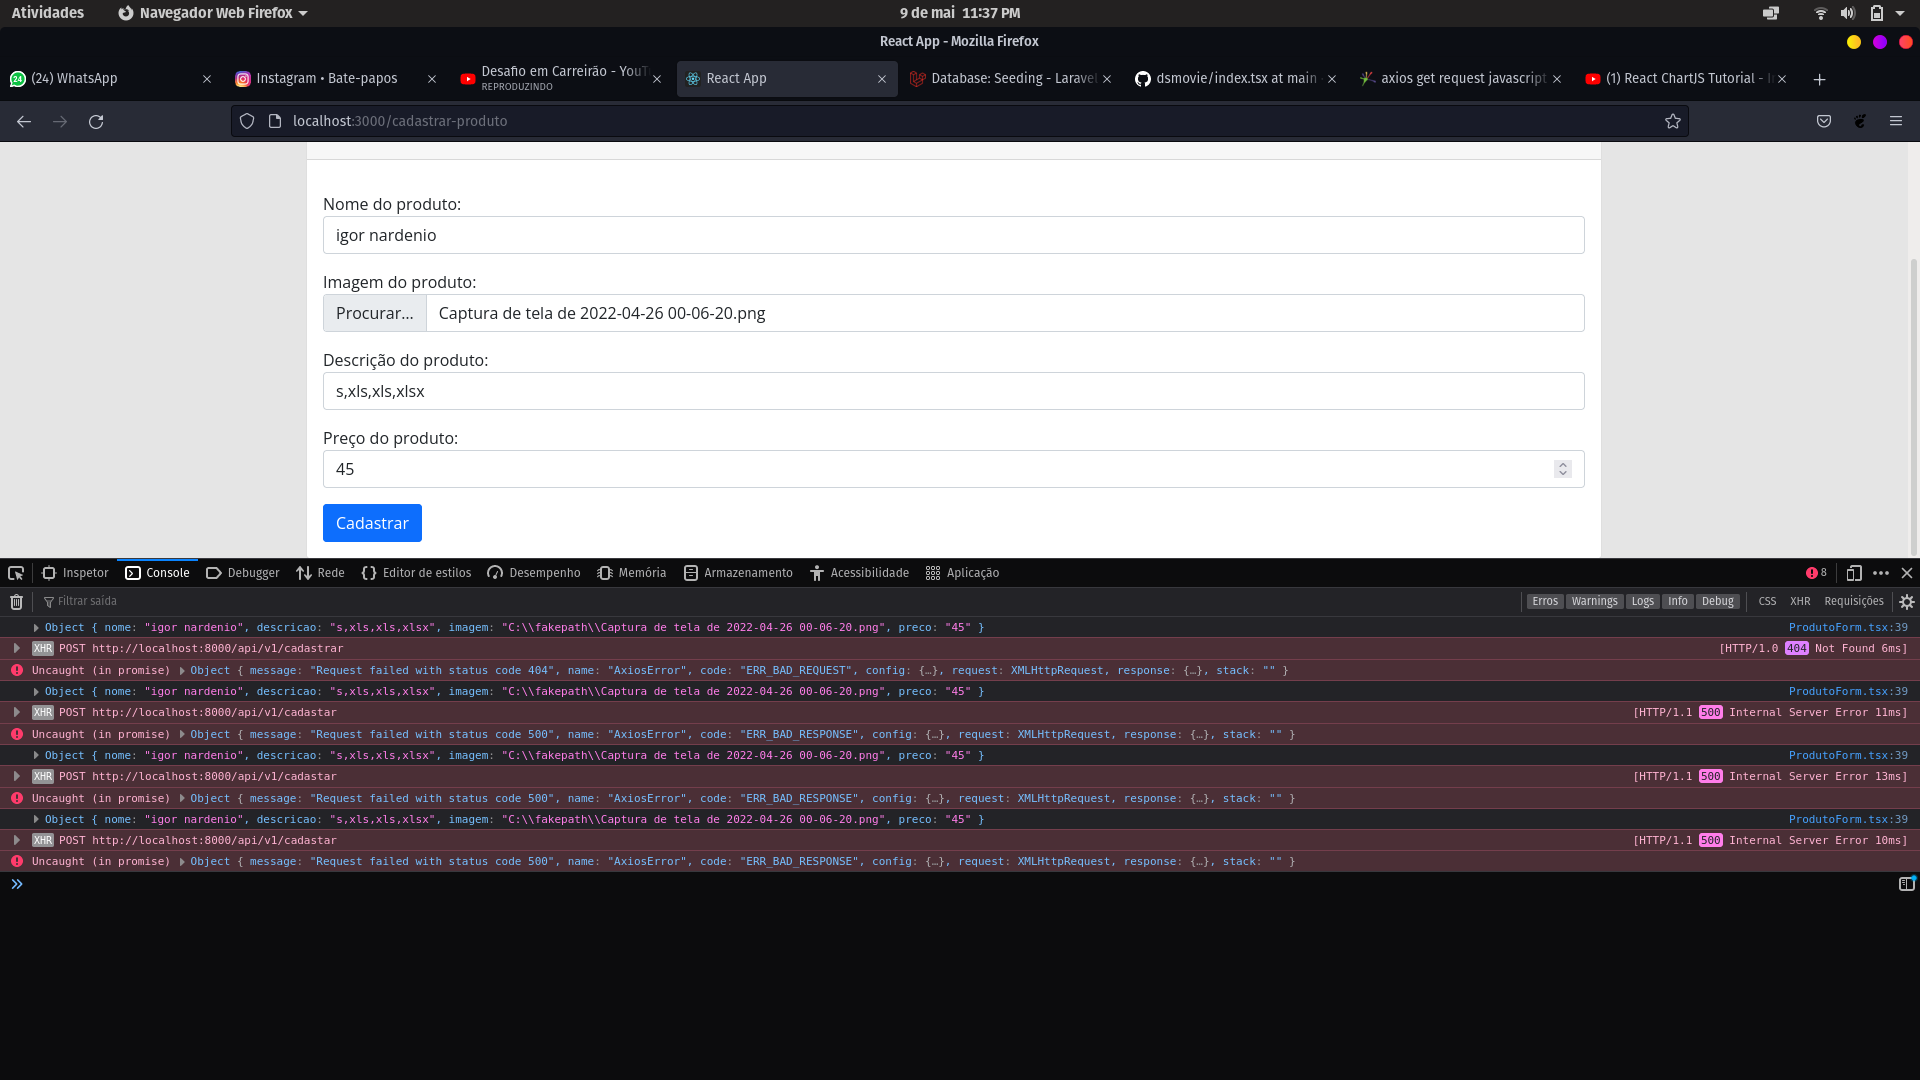 Atividades
Navegador Web Firefox
9 de mai 11:37 PM
React App - Mozilla Firefox
24 (24) WhatsApp
Instagram • Bate-papos
Desafio em Carreirão - YouT
REPRODUZINDO
React App
Database: Seeding - Laravel
dsmovie/index.tsx at main
axios get request javascript
(1) React ChartJS Tutorial - I
localhost:3000/cadastrar-produto
Nome do produto:
igor nardenio
Imagem do produto:
Procurar... Captura de tela de 2022-04-26 00-06-20.png
Descrição do produto:
s,xls,xls,xlsx
Preço do produto:
45
Cadastrar
Inspetor Console Debugger Rede Editor de estilos Desempenho Memória Armazenamento Acessibilidade Aplicação 8
Filtrar saída Erros Warnings Logs Info Debug CSS XHR Requisições
Object { nome: "igor nardenio", descricao: "s,xls,xls,xlsx", imagem: "C:\\fakepath\\Captura de tela de 2022-04-26 00-06-20.png", preco: "45" } ProdutoForm.tsx:39
XHR POST http://localhost:8000/api/v1/cadastrar [HTTP/1.0 404 Not Found 6ms]
Uncaught (in promise) Object { message: "Request failed with status code 404", name: "AxiosError", code: "ERR_BAD_REQUEST", config: {…}, request: XMLHttpRequest, response: {…}, stack: "" }
Object { nome: "igor nardenio", descricao: "s,xls,xls,xlsx", imagem: "C:\\fakepath\\Captura de tela de 2022-04-26 00-06-20.png", preco: "45" } ProdutoForm.tsx:39
XHR POST http://localhost:8000/api/v1/cadastar [HTTP/1.1 500 Internal Server Error 11ms]
Uncaught (in promise) Object { message: "Request failed with status code 500", name: "AxiosError", code: "ERR_BAD_RESPONSE", config: {…}, request: XMLHttpRequest, response: {…}, stack: "" }
Object { nome: "igor nardenio", descricao: "s,xls,xls,xlsx", imagem: "C:\\fakepath\\Captura de tela de 2022-04-26 00-06-20.png", preco: "45" } ProdutoForm.tsx:39
XHR POST http://localhost:8000/api/v1/cadastar [HTTP/1.1 500 Internal Server Error 13ms]
Uncaught (in promise) Object { message: "Request failed with status code 500", name: "AxiosError", code: "ERR_BAD_RESPONSE", config: {…}, request: XMLHttpRequest, response: {…}, stack: "" }
Object { nome: "igor nardenio", descricao: "s,xls,xls,xlsx", imagem: "C:\\fakepath\\Captura de tela de 2022-04-26 00-06-20.png", preco: "45" } ProdutoForm.tsx:39
XHR POST http://localhost:8000/api/v1/cadastar [HTTP/1.1 500 Internal Server Error 10ms]
Uncaught (in promise) Object { message: "Request failed with status code 500", name: "AxiosError", code: "ERR_BAD_RESPONSE", config: {…}, request: XMLHttpRequest, response: {…}, stack: "" }